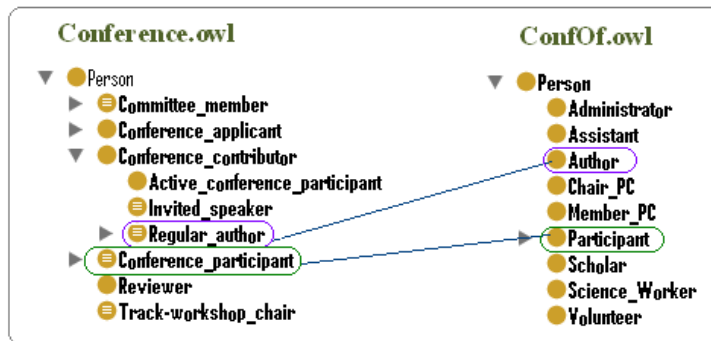 Conference.owl
Person
Committee_member
Conference_applicant
Conference_contributor
Active_conference_participant
Invited_speaker
Regular_author
Conference_participant
Reviewer
Track-workshop_chair
ConfOf.owl
Person
Administrator
Assistant
Author
Chair_PC
Member_PC
Participant
Scholar
Science_Worker
Volunteer